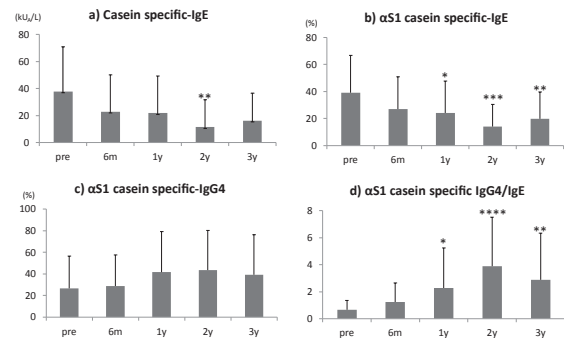 a) Casein specific-IgE
(kUA/L)
80
60
40
20
0
**
pre 6m 1y 2y 3y
b) αS1 casein specific-IgE
(%)
80
60
40
20
0
* *** **
pre 6m 1y 2y 3y
c) αS1 casein specific-IgG4
(%)
100
80
60
40
20
0
pre 6m 1y 2y 3y
d) αS1 casein specific IgG4/IgE
8
6
4
2
0
* **** **
pre 6m 1y 2y 3y